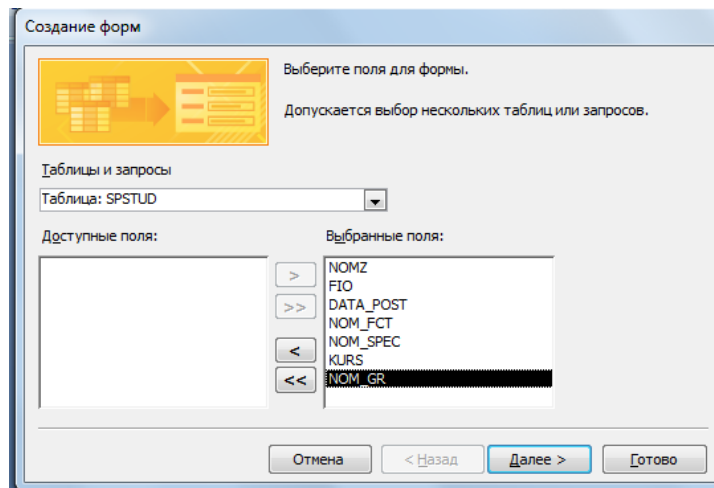 Создание форм
Выберите поля для формы.
Допускается выбор нескольких таблиц или запросов.
Таблицы и запросы
Таблица: SPSTUD
Доступные поля:
Выбранные поля:
>
>>
<
<<
NOMZ
FIO
DATA_POST
NOM_FCT
NOM_SPEC
KURS
NOM_GR
Отмена
< Назад
Далее >
Готово